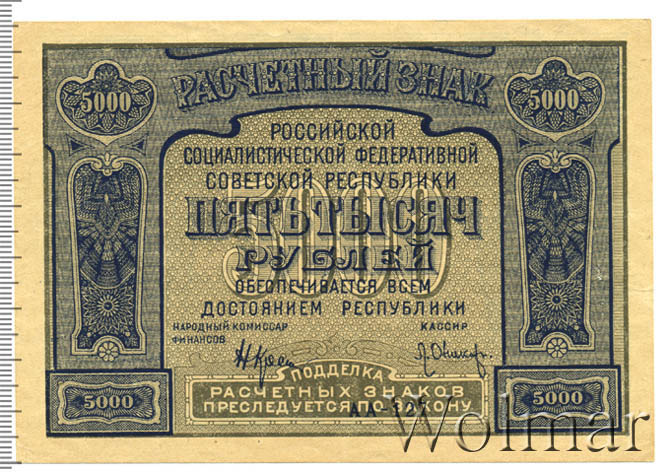 РАСЧЕТНЫЙ ЗНАК
5000 5000
РОССИЙСКОЙ
СОЦИАЛИСТИЧЕСКОЙ ФЕДЕРАТИВНОЙ
СОВЕТСКОЙ РЕСПУБЛИКИ
5000
ПЯТЬ ТЫСЯЧ
РУБЛЕЙ
ОБЕСПЕЧИВАЕТСЯ ВСЕМ
ДОСТОЯНИЕМ РЕСПУБЛИКИ
НАРОДНЫЙ КОМИССАР
ФИНАНСОВ
КАССИР
ПОДДЕЛКА
РАСЧЕТНЫХ ЗНАКОВ
ПРЕСЛЕДУЕТСЯ ПО ЗАКОНУ
5000 5000
Wolmar